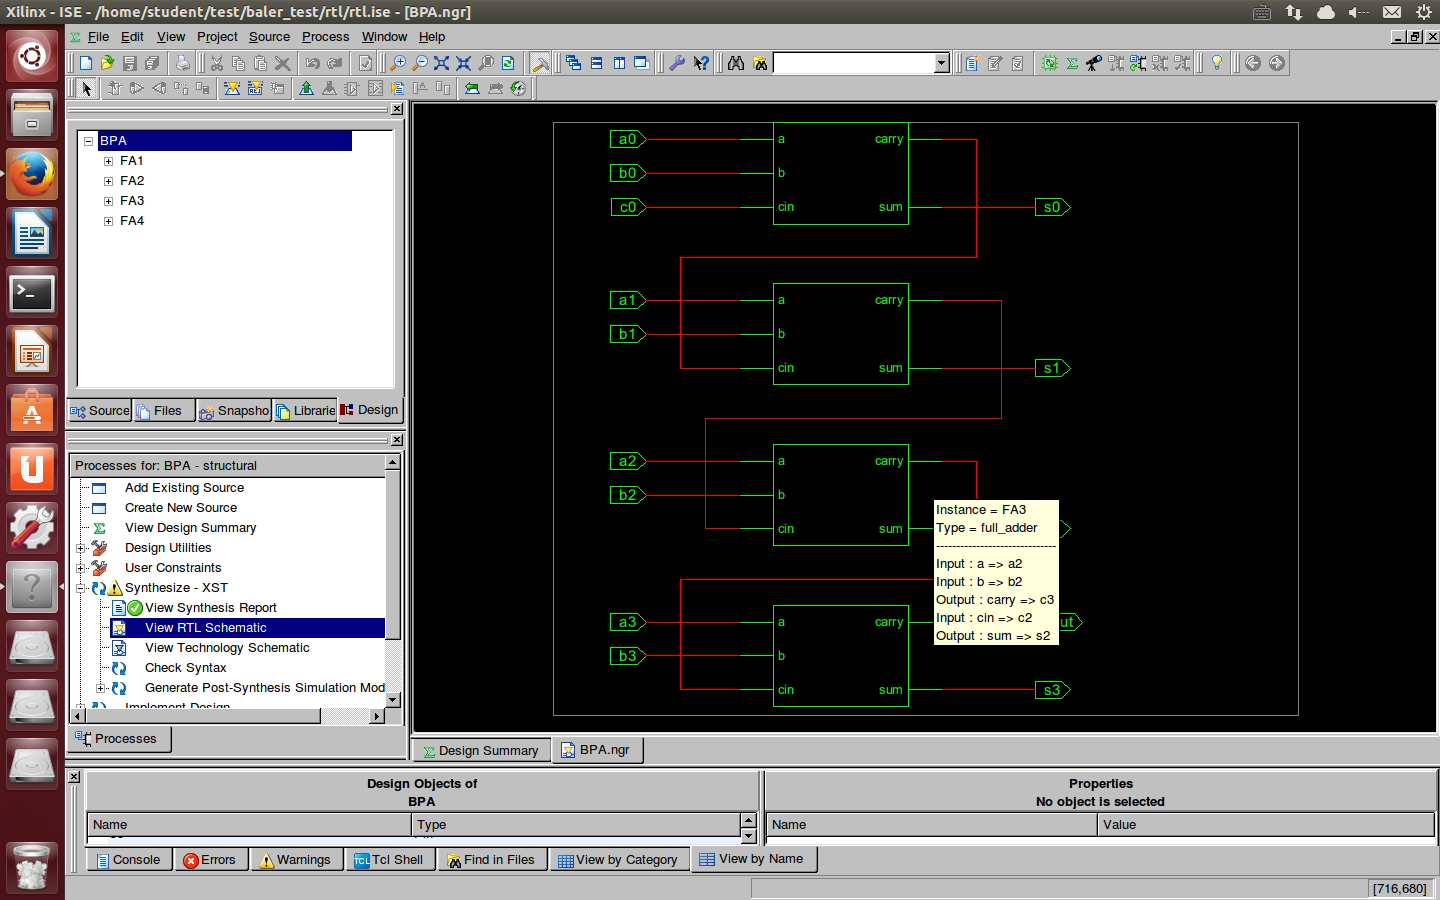 Xilinx - ISE - /home/student/test/baler_test/rtl/rtl.ise - [BPA.ngr]
File Edit View Project Source Process Window Help
BPA
FA1
FA2
FA3
FA4
Source Files Snapsho Librarie Design
Processes for: BPA - structural
Add Existing Source
Create New Source
View Design Summary
Design Utilities
User Constraints
Synthesize - XST
View Synthesis Report
View RTL Schematic
View Technology Schematic
Check Syntax
Generate Post-Synthesis Simulation Mod
Implement Design
Processes
a0 a carry
b0 b
c0 cin sum s0
a1 a carry
b1 b
cin sum s1
a2 a carry
b2 b
cin sum
a3 a carry ut
b3 b
cin sum s3
Instance = FA3
Type = full_adder
------------------------------
Input : a => a2
Input : b => b2
Output : carry => c3
Input : cin => c2
Output : sum => s2
Design Summary BPA.ngr
Design Objects of
BPA
Name Type
Properties
No object is selected
Name Value
Console Errors Warnings TCL Tcl Shell Find in Files View by Category View by Name
[716,680]